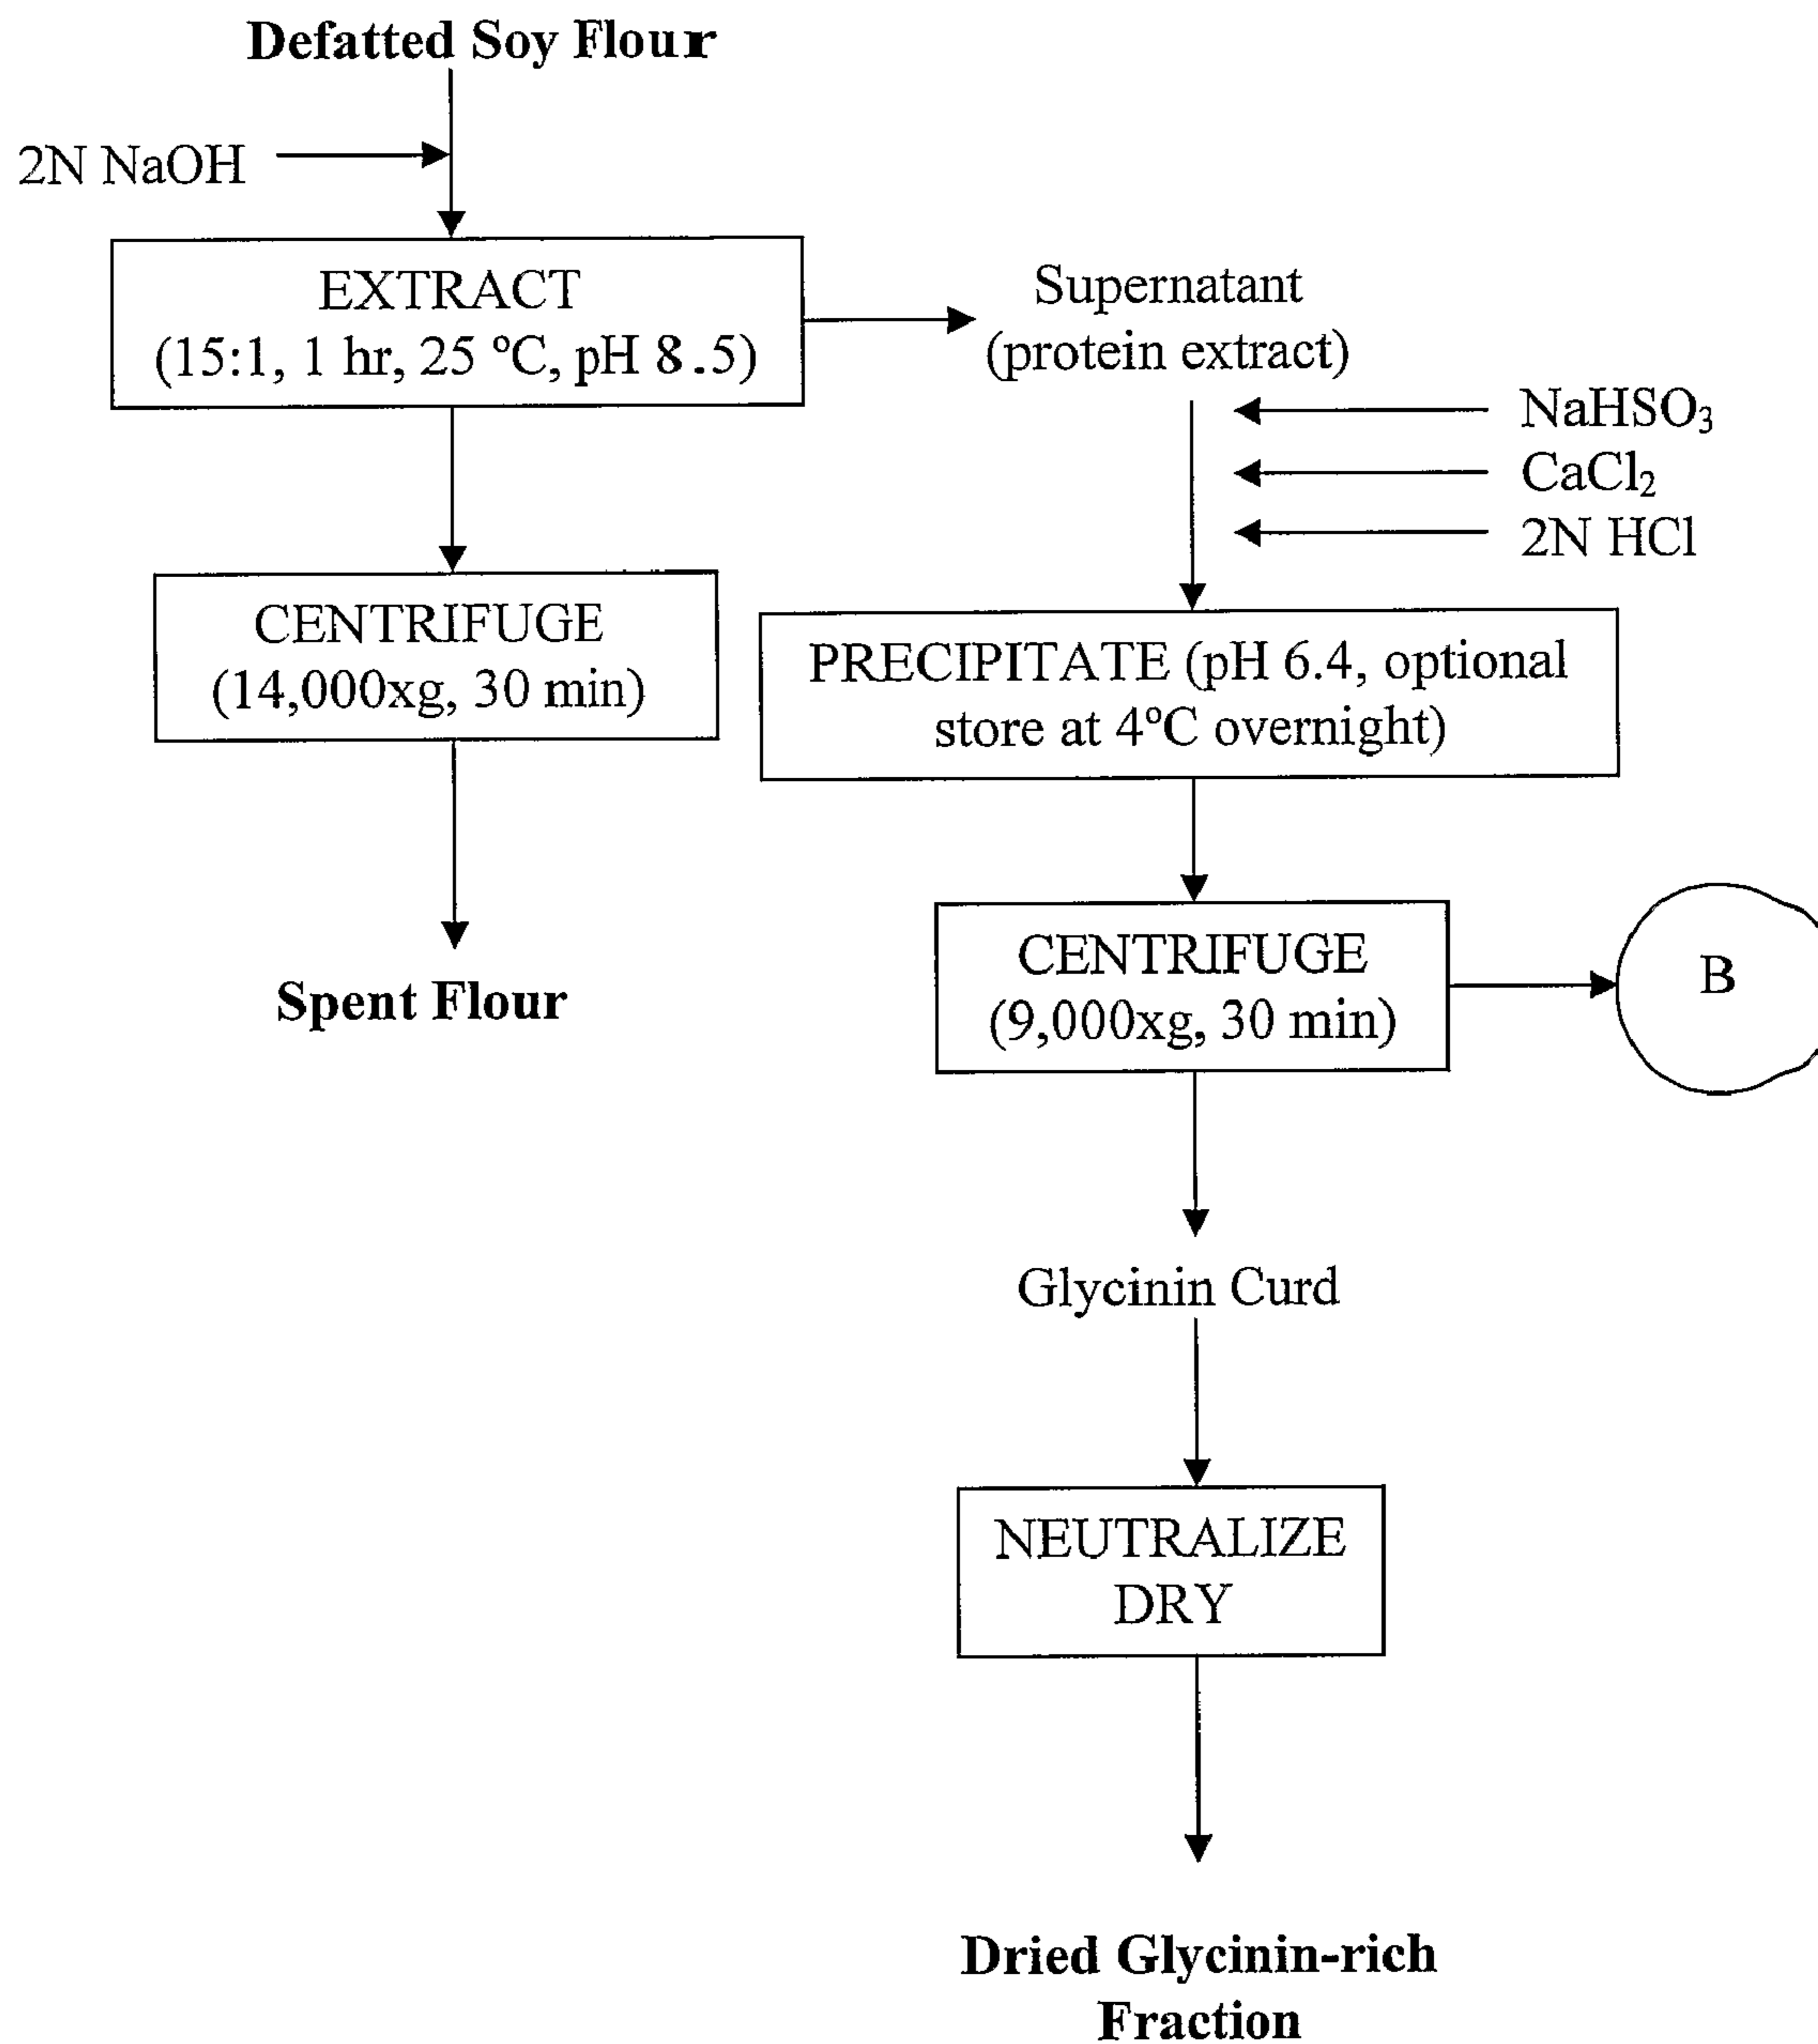 Defatted Soy Flour
2N NaOH
EXTRACT
(15:1, 1 hr, 25 ºC, pH 8.5)
Supernatant
(protein extract)
NaHSO₃
CaCl₂
2N HCl
CENTRIFUGE
(14,000xg, 30 min)
PRECIPITATE (pH 6.4, optional
store at 4ºC overnight)
Spent Flour
CENTRIFUGE
(9,000xg, 30 min)
B
Glycinin Curd
NEUTRALIZE
DRY
Dried Glycinin-rich
Fraction